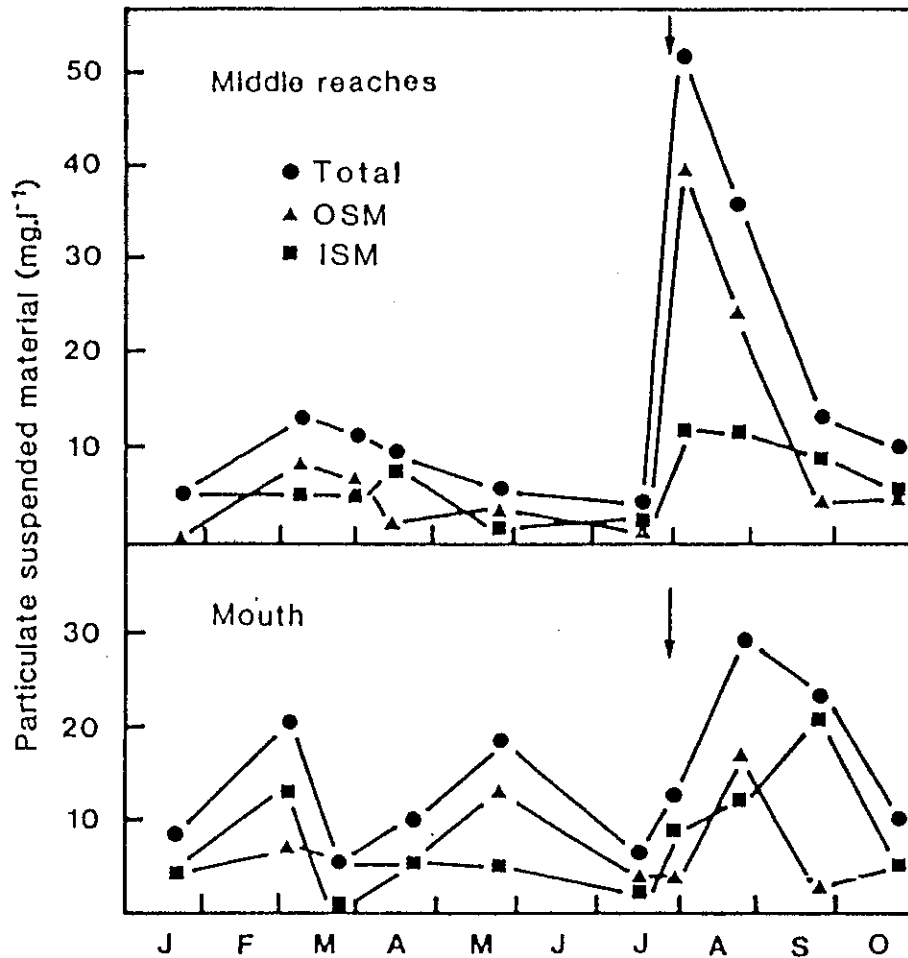 Particulate suspended material (mg.l⁻¹)
50
40
30
20
10
Middle reaches
Total
OSM
ISM
30
20
10
Mouth
J F M A M J J A S O